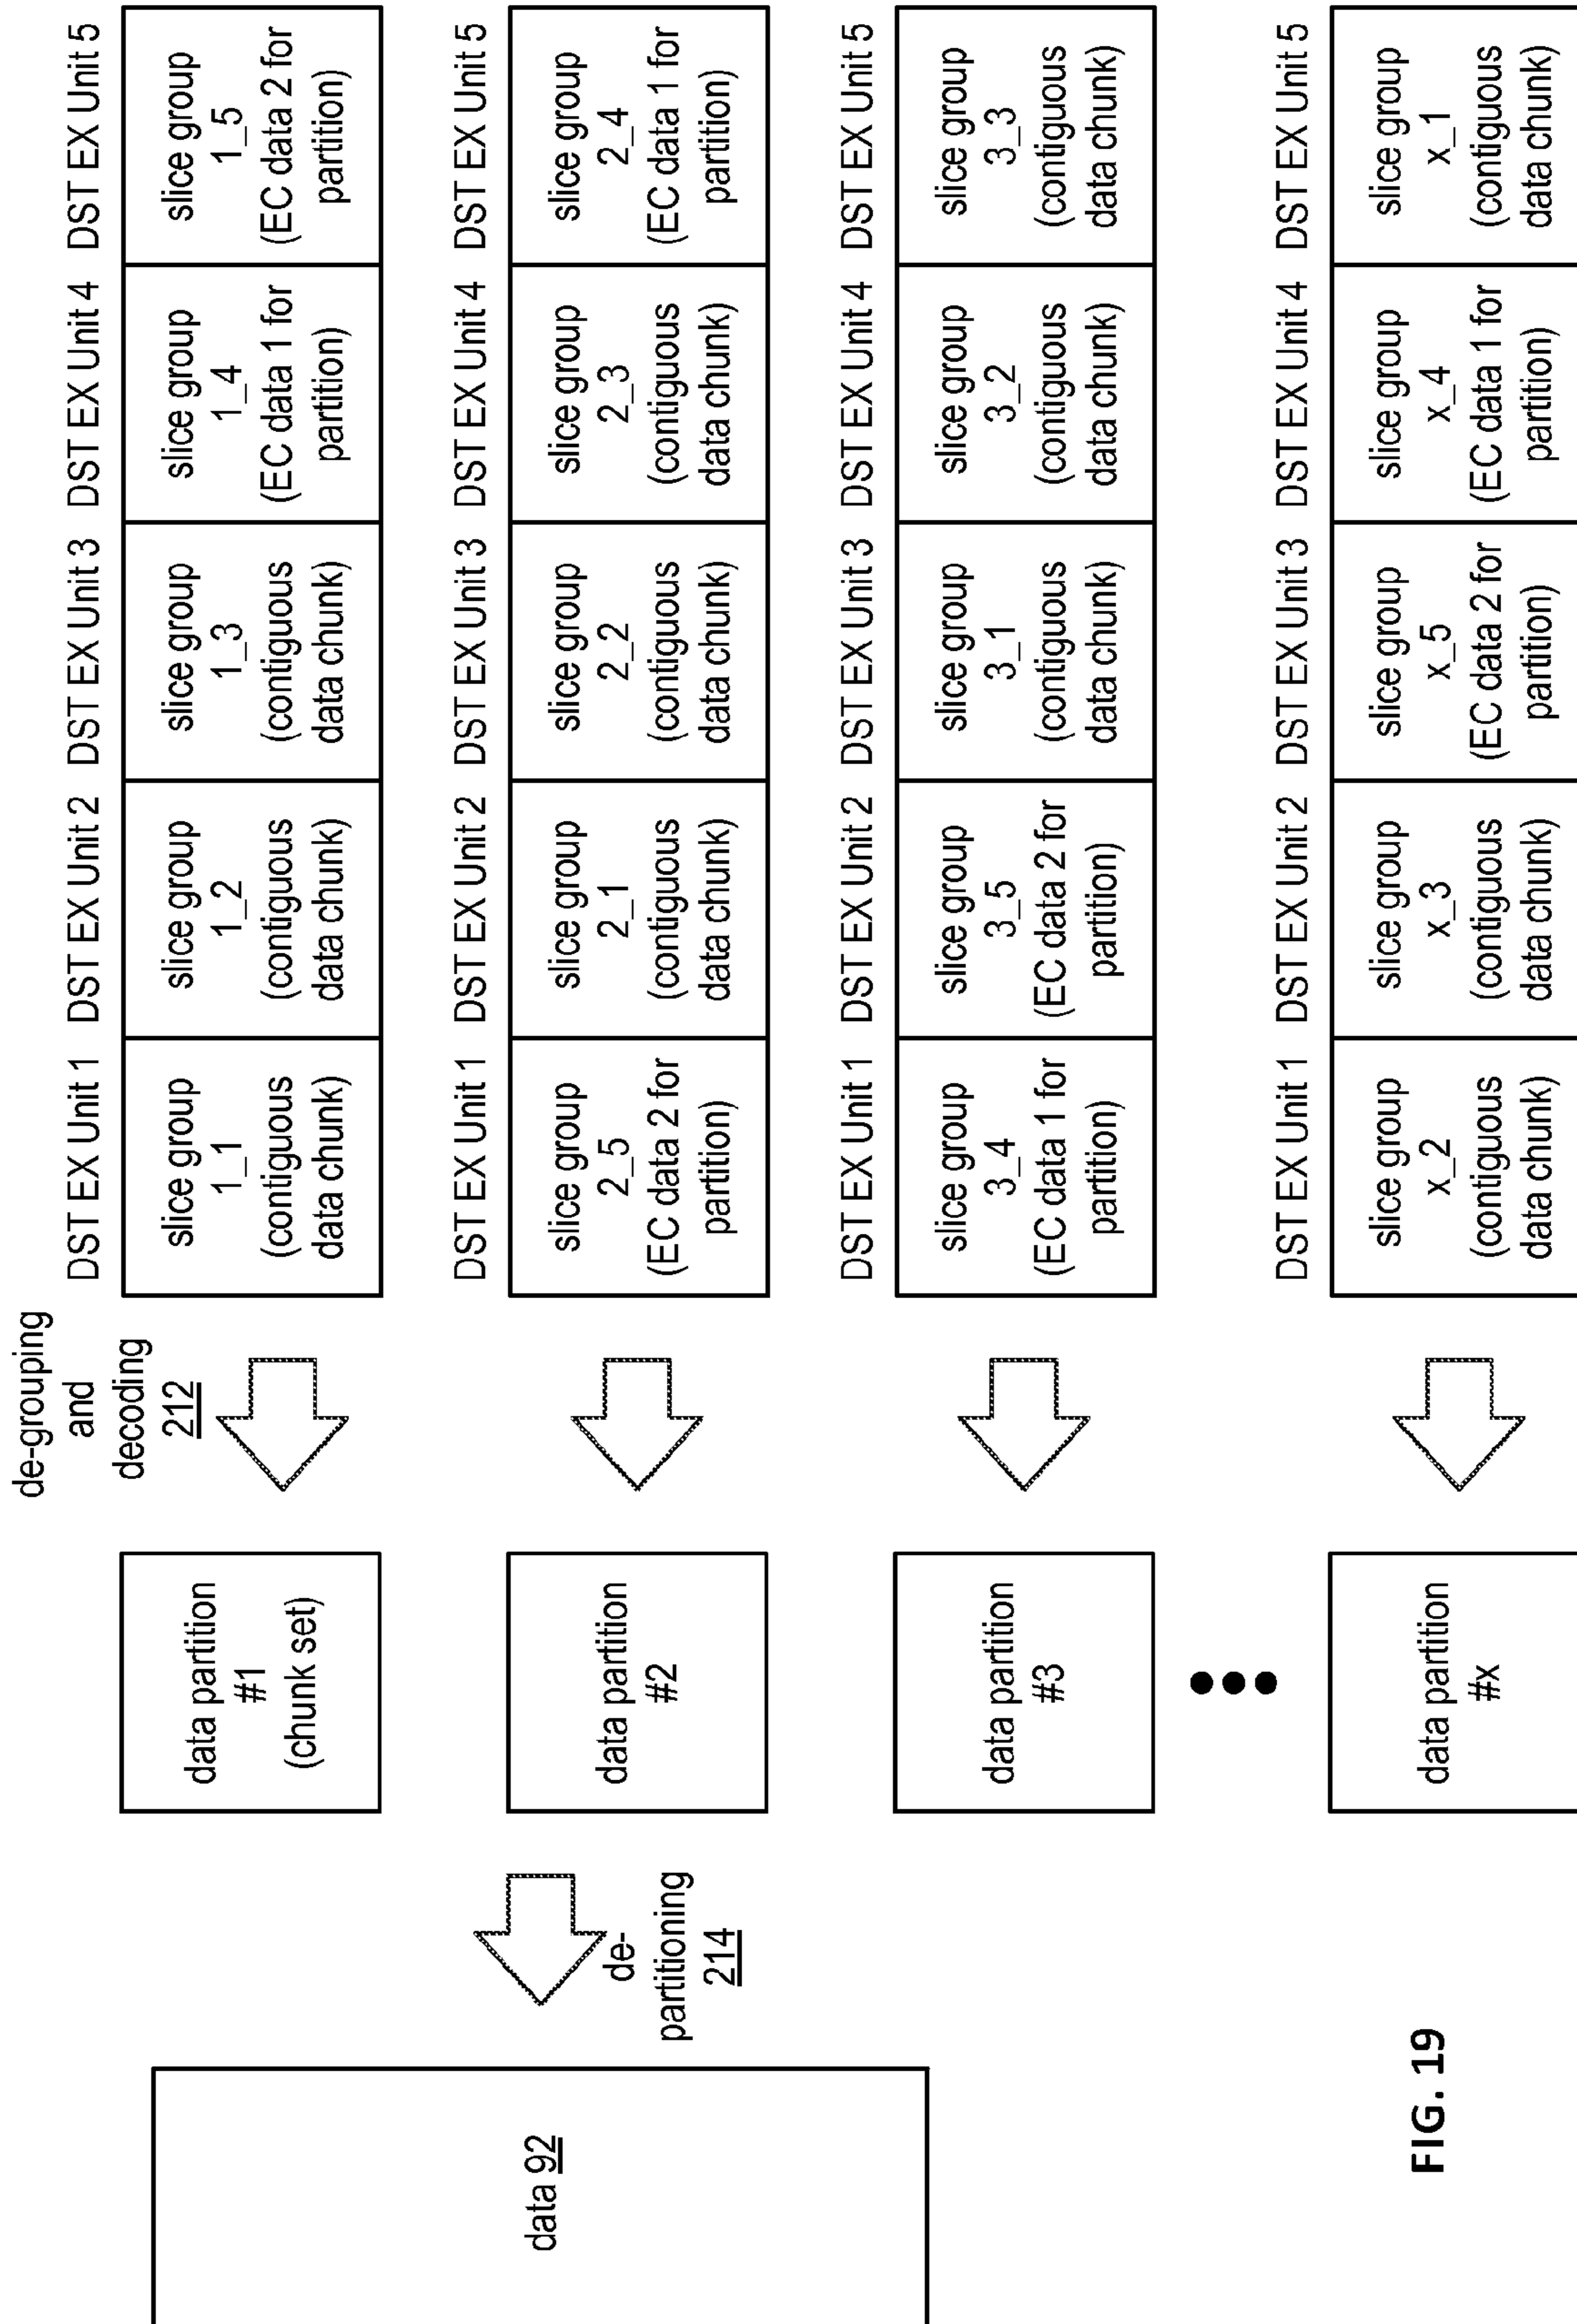 de-grouping
and
decoding
212
DST EX Unit 1
DST EX Unit 2
DST EX Unit 3
DST EX Unit 4
DST EX Unit 5
data partition
#1
(chunk set)
slice group
1_1
(contiguous
data chunk)
slice group
1_2
(contiguous
data chunk)
slice group
1_3
(contiguous
data chunk)
slice group
1_4
(EC data 1 for
partition)
slice group
1_5
(EC data 2 for
partition)
data 92
de-
partitioning
214
DST EX Unit 1
DST EX Unit 2
DST EX Unit 3
DST EX Unit 4
DST EX Unit 5
data partition
#2
slice group
2_5
(EC data 2 for
partition)
slice group
2_1
(contiguous
data chunk)
slice group
2_2
(contiguous
data chunk)
slice group
2_3
(contiguous
data chunk)
slice group
2_4
(EC data 1 for
partition)
DST EX Unit 1
DST EX Unit 2
DST EX Unit 3
DST EX Unit 4
DST EX Unit 5
data partition
#3
slice group
3_4
(EC data 1 for
partition)
slice group
3_5
(EC data 2 for
partition)
slice group
3_1
(contiguous
data chunk)
slice group
3_2
(contiguous
data chunk)
slice group
3_3
(contiguous
data chunk)
DST EX Unit 1
DST EX Unit 2
DST EX Unit 3
DST EX Unit 4
DST EX Unit 5
data partition
#x
slice group
x_2
(contiguous
data chunk)
slice group
x_3
(contiguous
data chunk)
slice group
x_5
(EC data 2 for
partition)
slice group
x_4
(EC data 1 for
partition)
slice group
x_1
(contiguous
data chunk)
FIG. 19